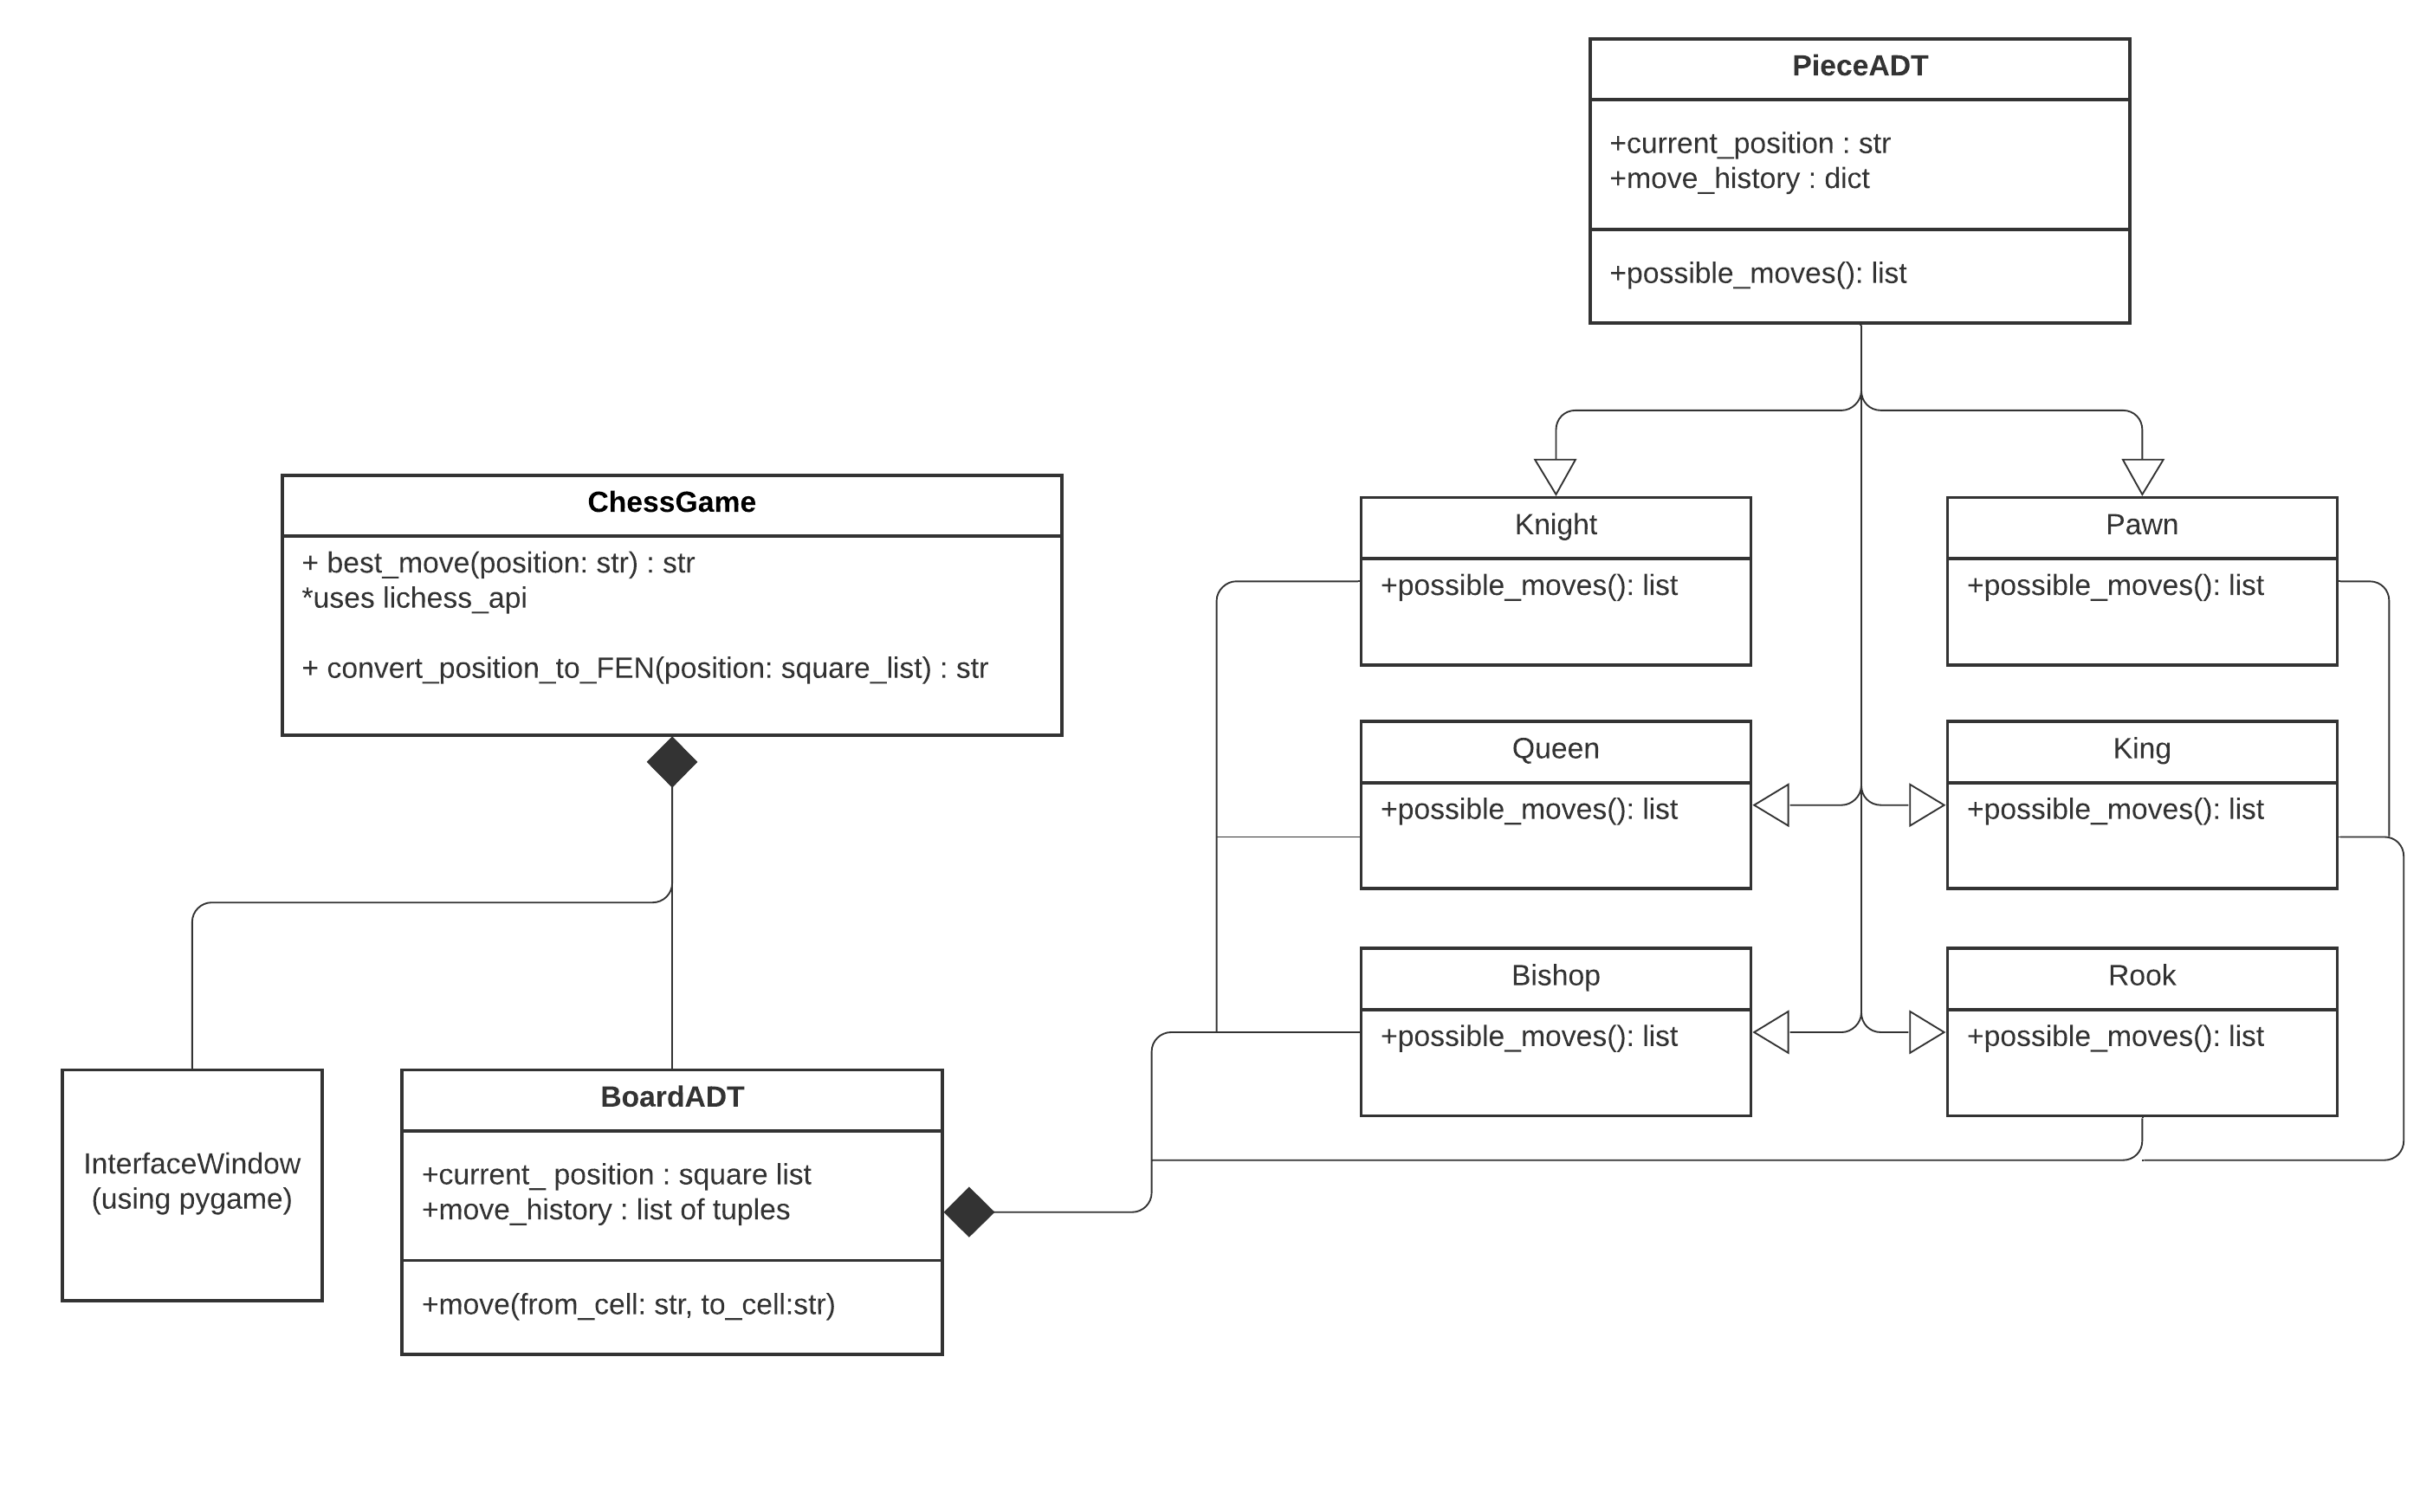 PieceADT
+current_position : str
+move_history : dict
+possible_moves(): list
ChessGame
+ best_move(position: str) : str
*uses lichess_api
+ convert_position_to_FEN(position: square_list) : str
Knight
+possible_moves(): list
Pawn
+possible_moves(): list
Queen
+possible_moves(): list
King
+possible_moves(): list
Bishop
+possible_moves(): list
Rook
+possible_moves(): list
InterfaceWindow
(using pygame)
BoardADT
+current_ position : square list
+move_history : list of tuples
+move(from_cell: str, to_cell:str)